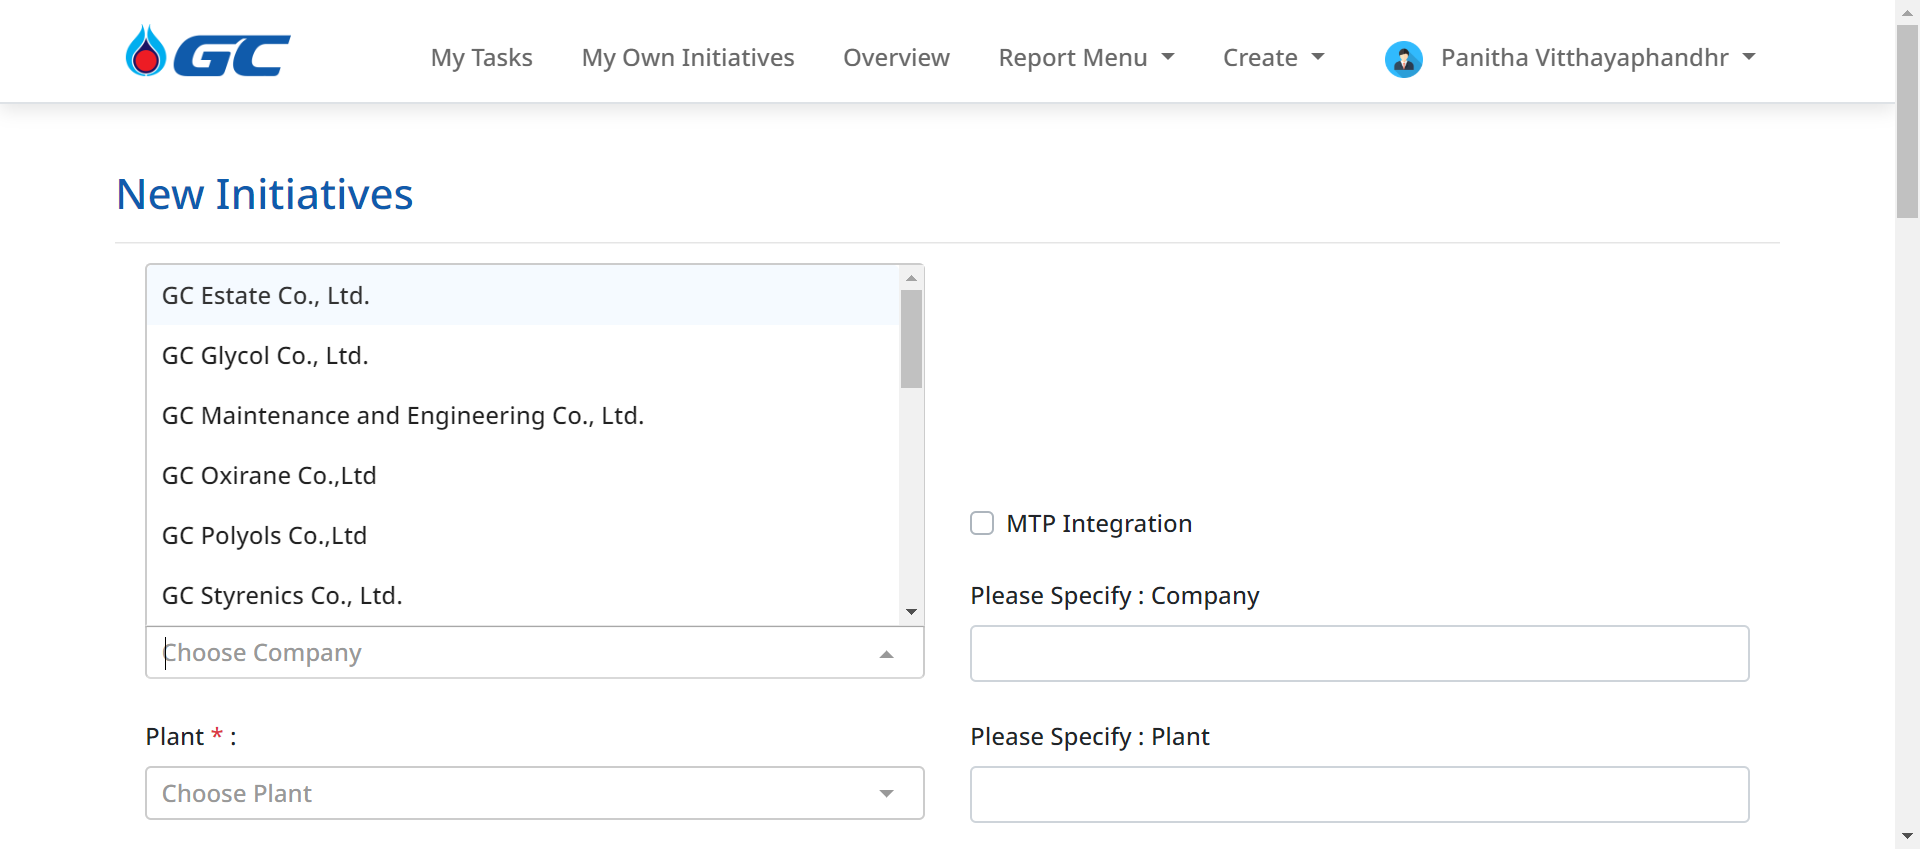 GC
My Tasks
My Own Initiatives
Overview
Report Menu
Create
Panitha Vitthayaphandhr
New Initiatives
GC Estate Co., Ltd.
GC Glycol Co., Ltd.
GC Maintenance and Engineering Co., Ltd.
GC Oxirane Co.,Ltd
GC Polyols Co.,Ltd
GC Styrenics Co., Ltd.
Choose Company
MTP Integration
Please Specify : Company
Plant * :
Choose Plant
Please Specify : Plant